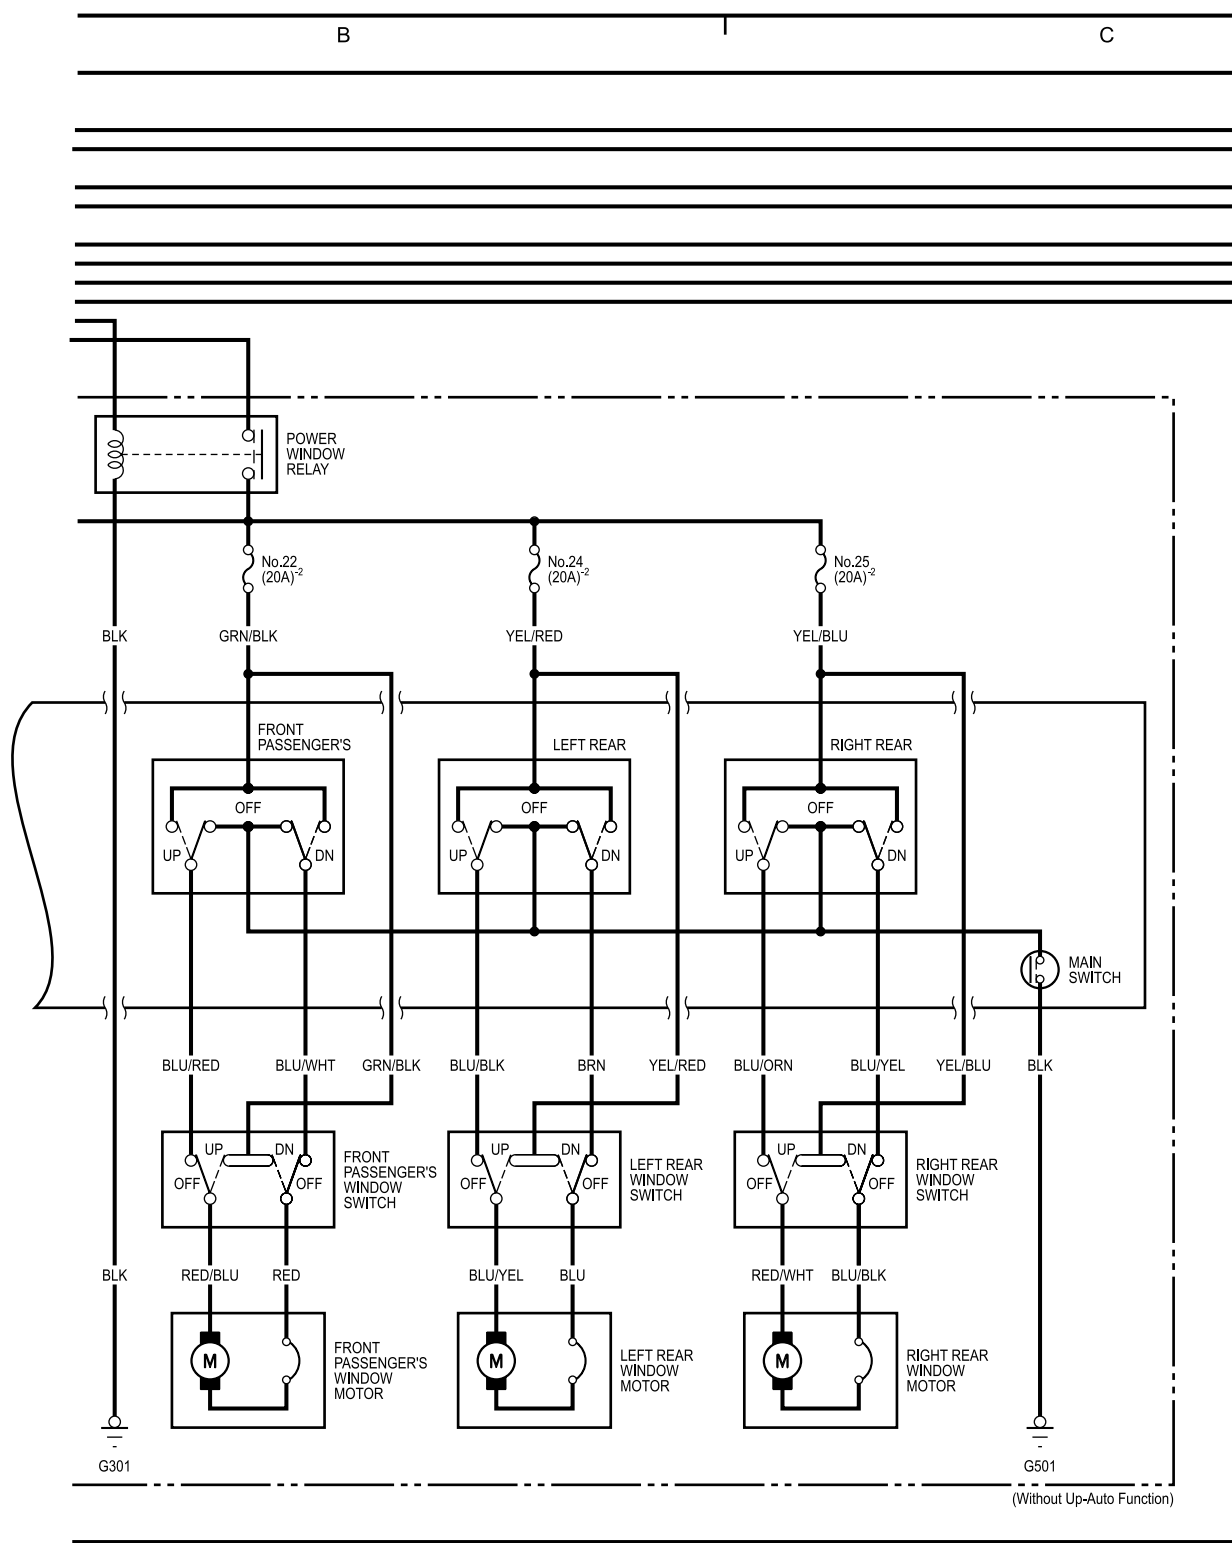 B
C
POWER
WINDOW
RELAY
No.22
(20A)-2
No.24
(20A)-2
No.25
(20A)-2
BLK
GRN/BLK
YEL/RED
YEL/BLU
FRONT
PASSENGER'S
LEFT REAR
RIGHT REAR
OFF
OFF
OFF
UP
DN
UP
DN
UP
DN
MAIN
SWITCH
BLU/RED
BLU/WHT
GRN/BLK
BLU/BLK
BRN
YEL/RED
BLU/ORN
BLU/YEL
YEL/BLU
BLK
UP
DN
OFF
OFF
FRONT
PASSENGER'S
WINDOW
SWITCH
UP
DN
OFF
OFF
LEFT REAR
WINDOW
SWITCH
UP
DN
OFF
OFF
RIGHT REAR
WINDOW
SWITCH
BLK
RED/BLU
RED
BLU/YEL
BLU
RED/WHT
BLU/BLK
M
FRONT
PASSENGER'S
WINDOW
MOTOR
M
LEFT REAR
WINDOW
MOTOR
M
RIGHT REAR
WINDOW
MOTOR
G301
G501
(Without Up-Auto Function)